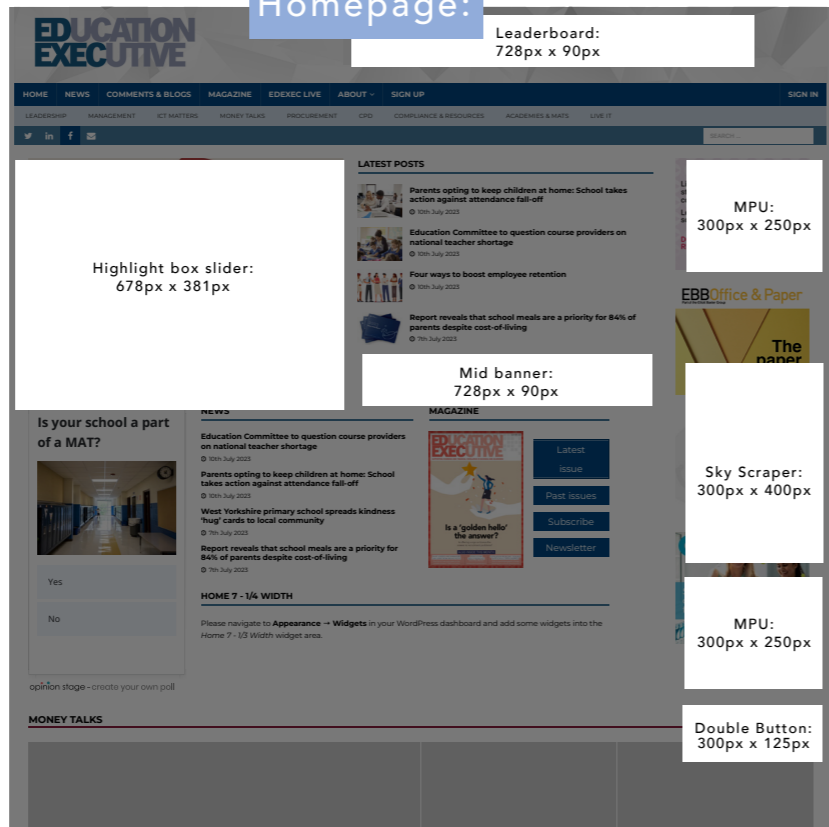 Homepage:
EDUCATION
EXECUTIVE
Leaderboard:
728px x 90px
HOME NEWS COMMENTS & BLOGS MAGAZINE EDEXEC LIVE ABOUT SIGN UP SIGN IN
LEADERSHIP MANAGEMENT ICT MATTERS MONEY TALKS PROCUREMENT CPD COMPLIANCE & RESOURCES ACADEMIES & MATS LIVE IT
SEARCH ...
Highlight box slider:
678px x 381px
LATEST POSTS
Parents opting to keep children at home: School takes
action against attendance fall-off
10th July 2023
Education Committee to question course providers on
national teacher shortage
10th July 2023
Four ways to boost employee retention
10th July 2023
Report reveals that school meals are a priority for 84% of
parents despite cost-of-living
7th July 2023
Mid banner:
728px x 90px
MPU:
300px x 250px
EBB Office & Paper
The
paper
Sky Scraper:
300px x 400px
MPU:
300px x 250px
Double Button:
300px x 125px
Is your school a part
of a MAT?
Yes
No
opinion stage - create your own poll
NEWS
Education Committee to question course providers
on national teacher shortage
10th July 2023
Parents opting to keep children at home: School
takes action against attendance fall-off
10th July 2023
West Yorkshire primary school spreads kindness
'hug' cards to local community
7th July 2023
Report reveals that school meals are a priority for
84% of parents despite cost-of-living
7th July 2023
MAGAZINE
EDUCATION
EXECUTIVE
Is a 'golden hello'
the answer?
Latest
issue
Past issues
Subscribe
Newsletter
HOME 7 - 1/4 WIDTH
Please navigate to Appearance → Widgets in your WordPress dashboard and add some widgets into the
Home 7 - 1/3 Width widget area.
MONEY TALKS